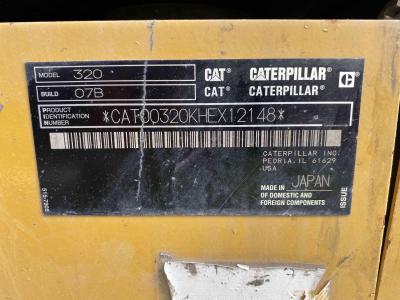 MODEL 320 CAT® CATERPILLAR®
BUILD 07B CAT® CATERPILLAR®
PRODUCT IDENTIFICATION NUMBER *CAT00320KHEX12148*
CATERPILLAR INC.
PEORIA, IL 61629
USA
MADE IN JAPAN
OF DOMESTIC AND
FOREIGN COMPONENTS
ISSUE